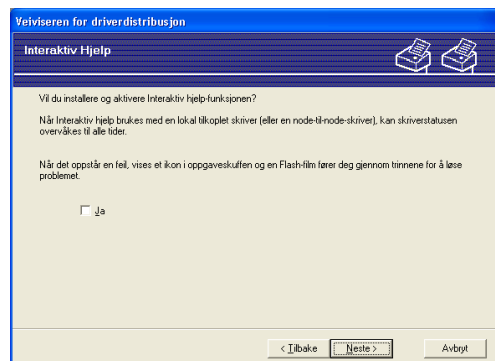 Veiviseren for driverdistribusjon
Interaktiv Hjelp
Vil du installere og aktivere Interaktiv hjelp-funksjonen?
Når Interaktiv hjelp brukes med en lokal tilkoplet skriver (eller en node-til-node-skriver), kan skriverstatusen
overvåkes til alle tider.
Når det oppstår en feil, vises et ikon i oppgaveskuffen og en Flash-film fører deg gjennom trinnene for å løse
problemet.
Ja
< Tilbake
Neste >
Avbryt